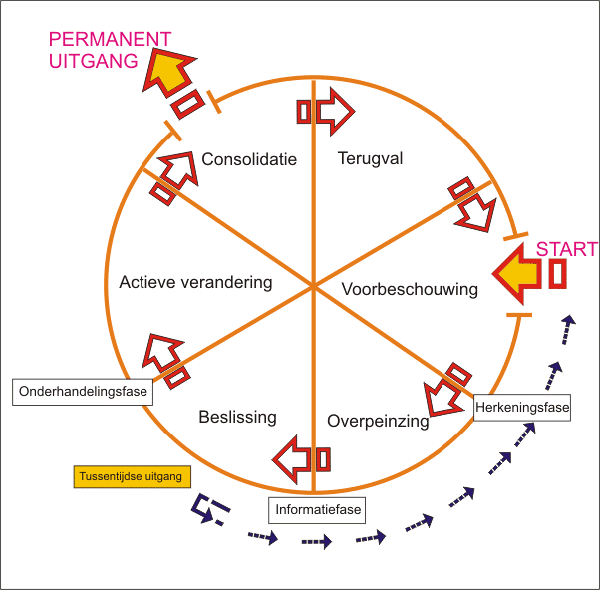 PERMANENT
UITGANG
Consolidatie
Terugval
START
Actieve verandering
Voorbeschouwing
Onderhandelingsfase
Beslissing
Overpeinzing
Herkeningsfase
Tussentijdse uitgang
Informatiefase